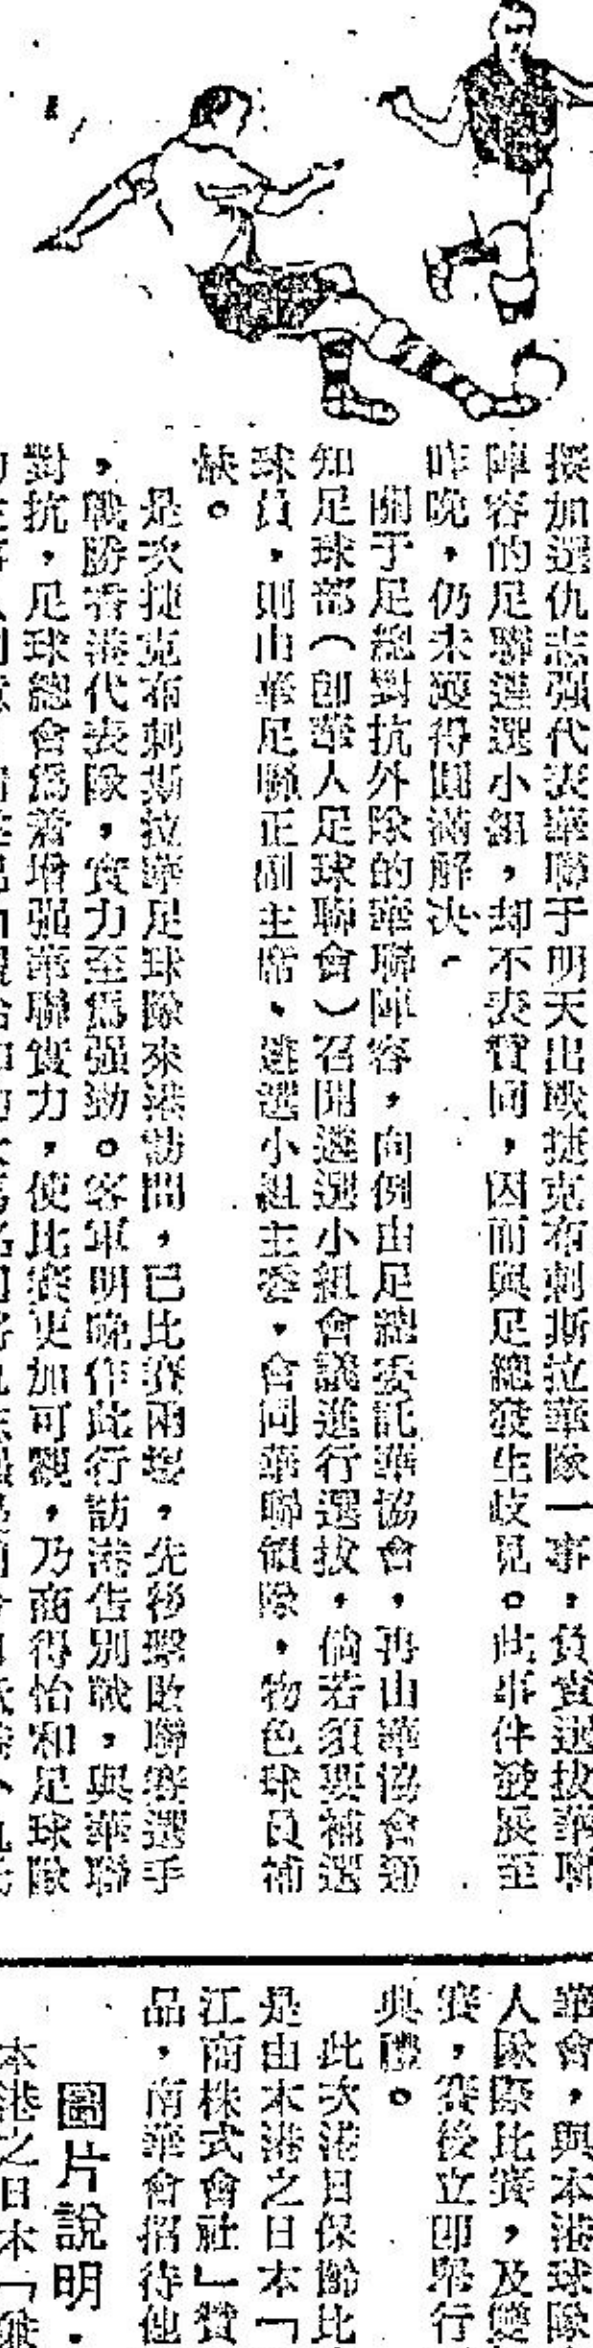 擬加選仇志强代表華聯于明天出戰捷克布刺斯拉華隊一事，負責選拔華聯
陣容的足聯遴選小組，却不表贊同，因而與足總發生歧見。此事件發展至
昨晚，仍未獲得圓滿解决。
關于足總對抗外隊的華聯陣容，向例由足總委託華協會，再由華協會通
知足球部（卽華人足球聯會）召開遴選小組會議進行選拔，倘若須要補選
球員，則由華足聯正副主席、遴選小組主委，會同華聯領隊，物色球員補
缺。
是次捷克布刺斯拉華足球隊來港訪問，已比賽兩塲，先後擊敗聯賽選手
，戰勝香港代表隊，實力至爲强勁。客軍明晚作此行訪港告別戰，與華聯
對抗，足球總會爲着增强華聯實力，使比賽更加可觀，乃商得怡和足球隊
華會，與本港球隊
人隊際比賽，及雙
賽，賽後立卽舉行
典禮。
此次港日保齡比
是由本港之日本「
江商株式會社」贊
品，南華會招待他
圖片說明：
本港之日本「